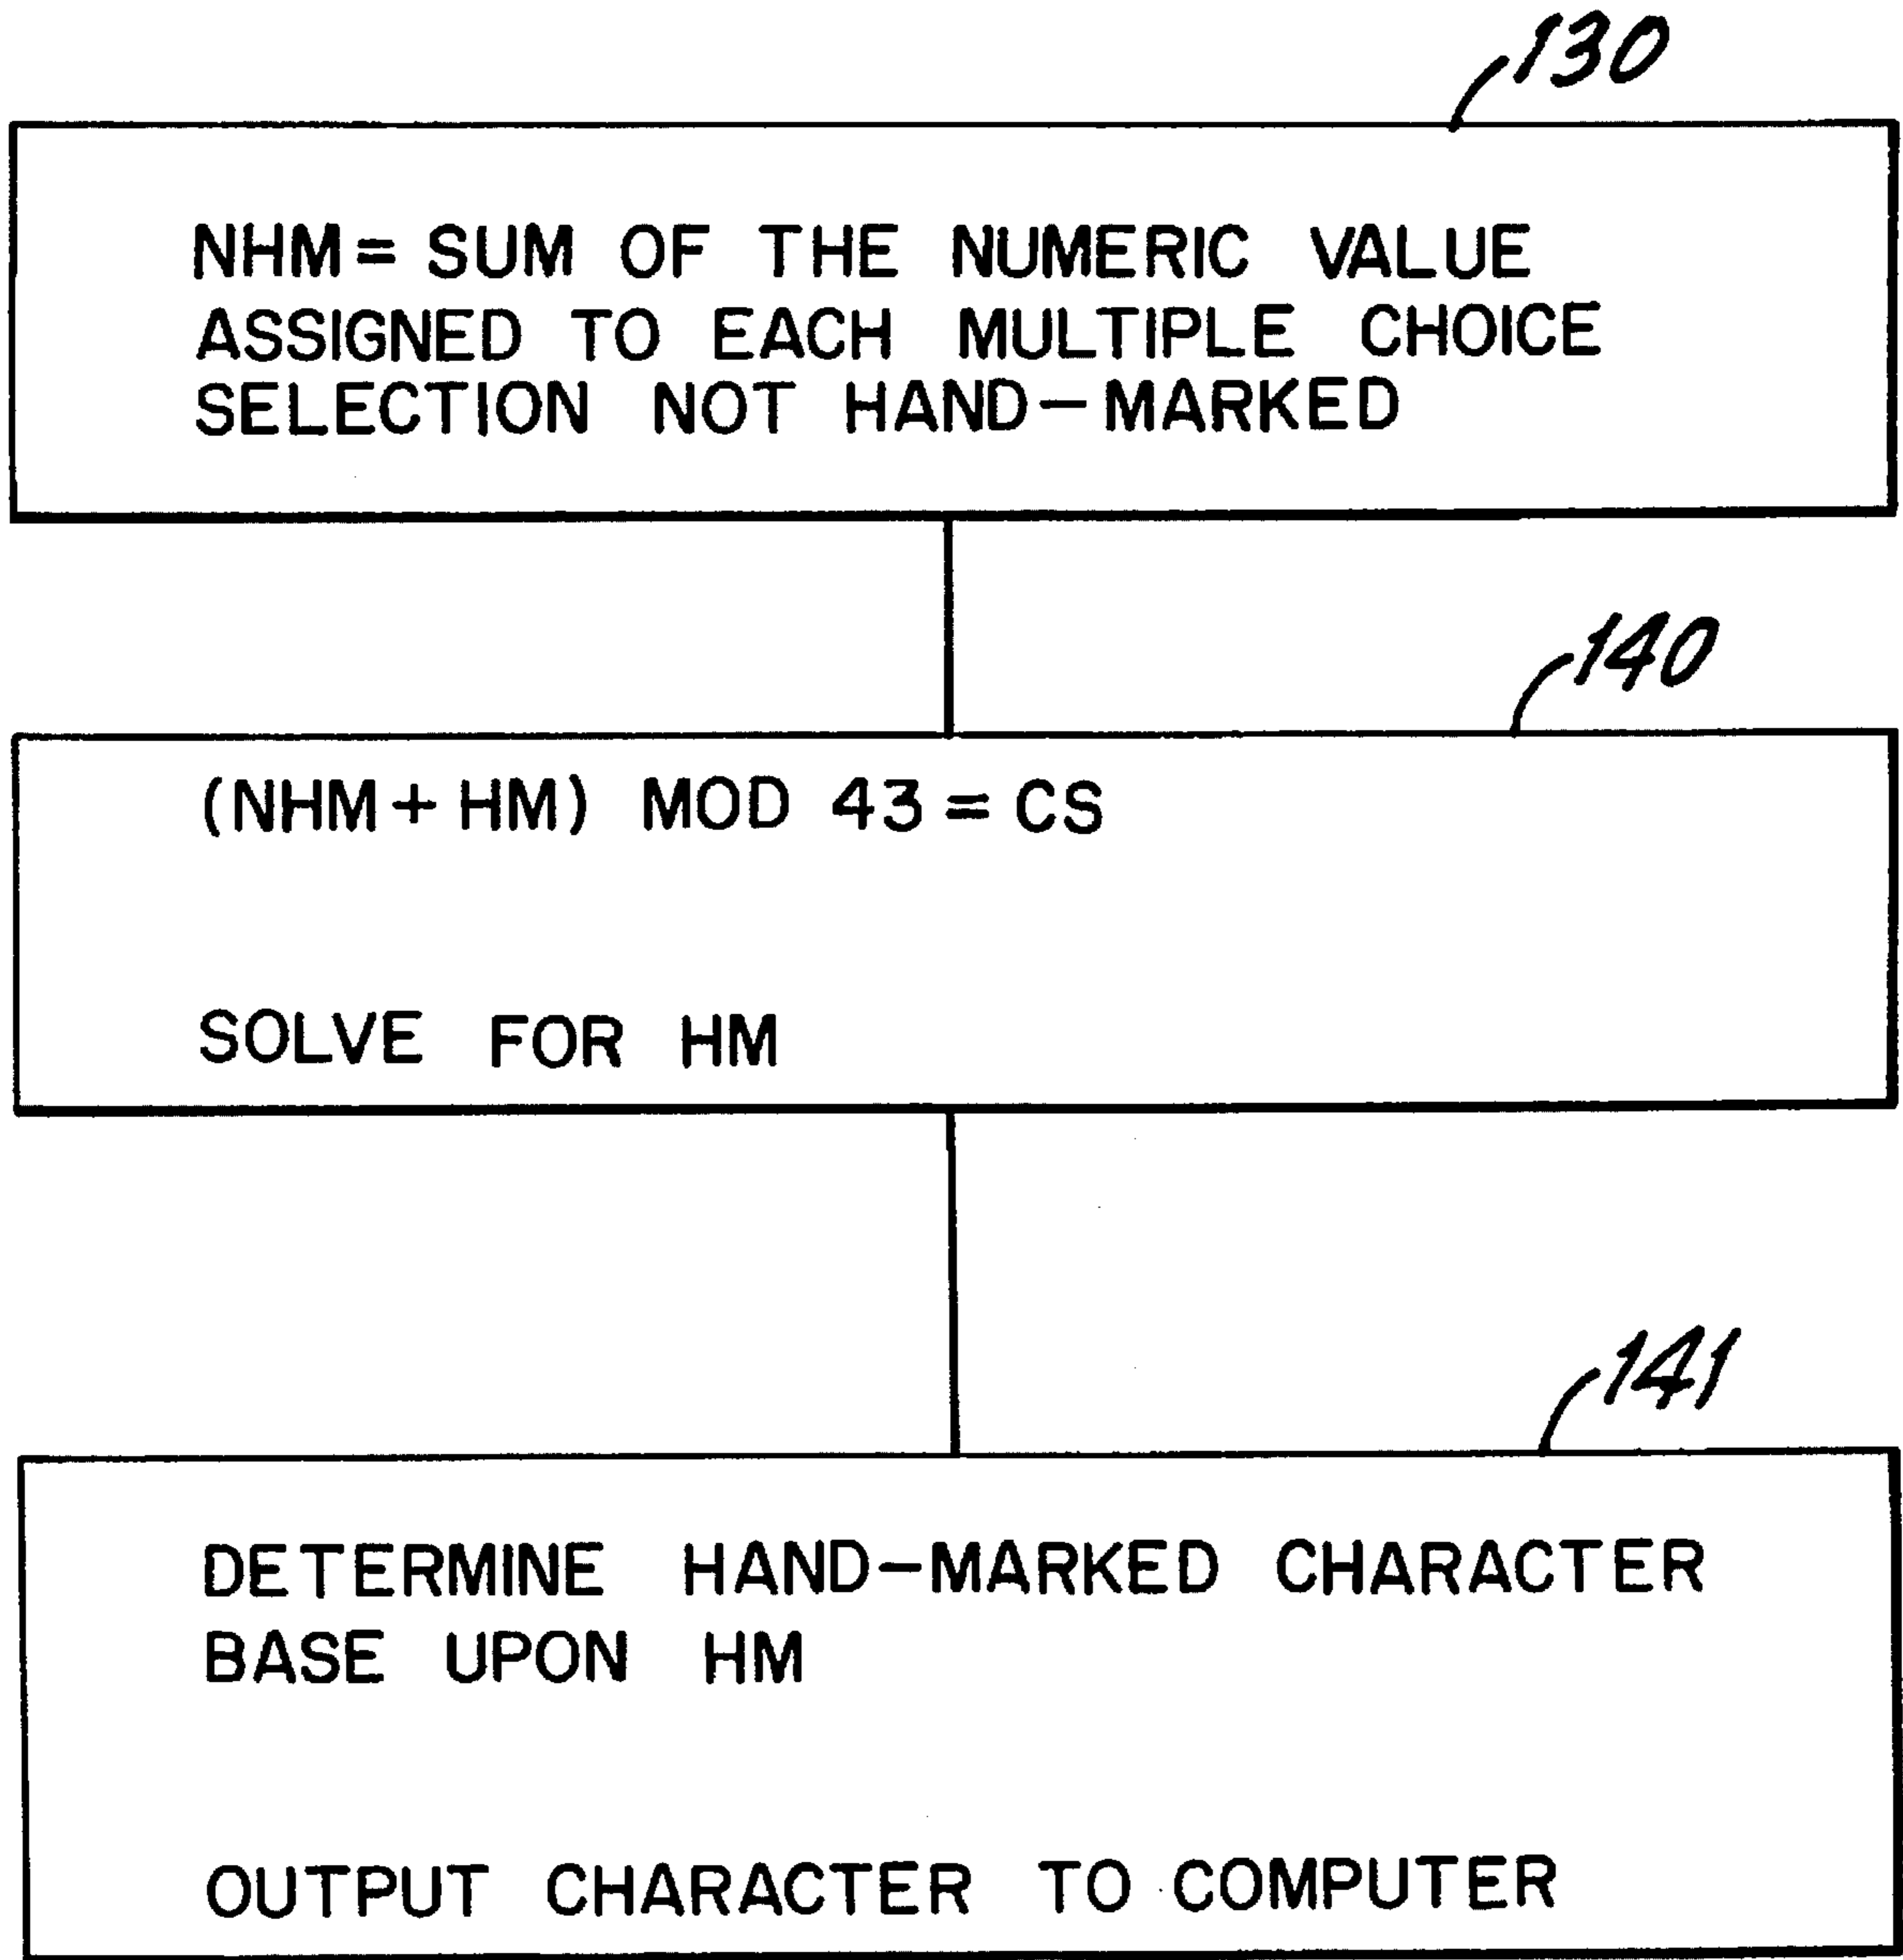 130
NHM = SUM OF THE NUMERIC VALUE
ASSIGNED TO EACH MULTIPLE CHOICE
SELECTION NOT HAND-MARKED
140
(NHM + HM) MOD 43 = CS
SOLVE FOR HM
141
DETERMINE HAND-MARKED CHARACTER
BASE UPON HM
OUTPUT CHARACTER TO COMPUTER